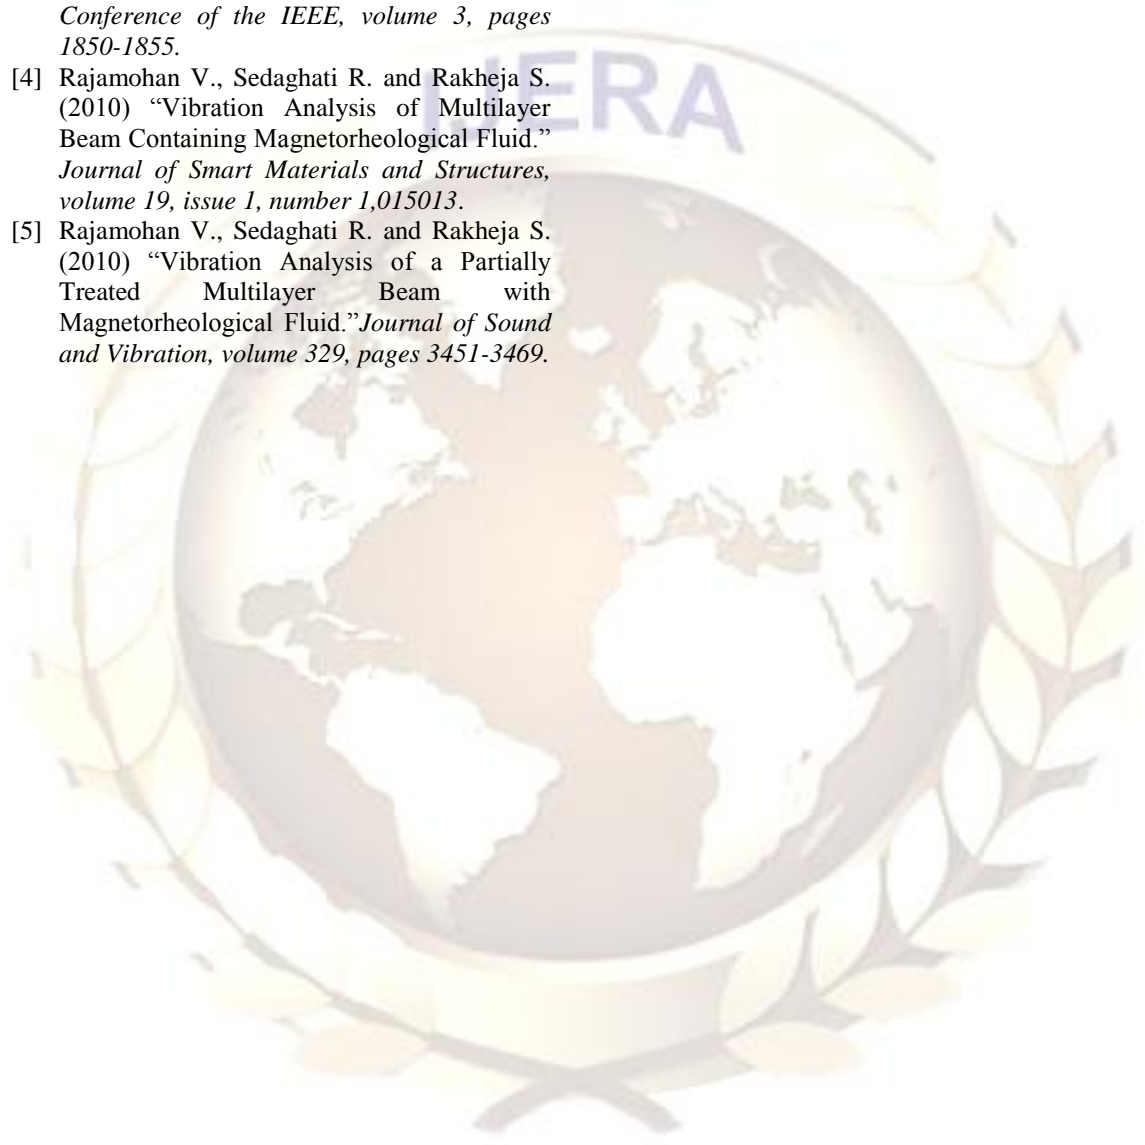 Conference of the IEEE, volume 3, pages
1850-1855.
[4] Rajamohan V., Sedaghati R. and Rakheja S.
(2010) “Vibration Analysis of Multilayer
Beam Containing Magnetorheological Fluid.”
Journal of Smart Materials and Structures,
volume 19, issue 1, number 1,015013.
[5] Rajamohan V., Sedaghati R. and Rakheja S.
(2010) “Vibration Analysis of a Partially
Treated Multilayer Beam with
Magnetorheological Fluid.”Journal of Sound
and Vibration, volume 329, pages 3451-3469.
IJERA